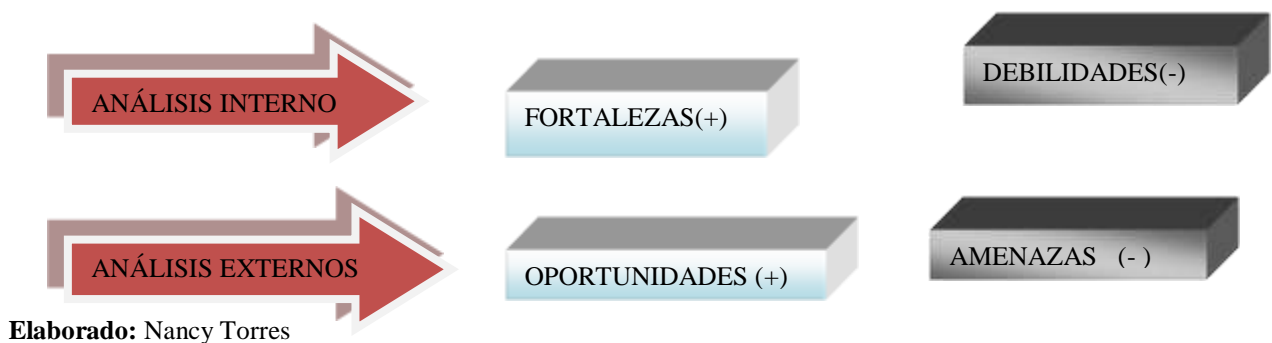 ANÁLISIS INTERNO
FORTALEZAS(+)
DEBILIDADES(-)
ANÁLISIS EXTERNOS
OPORTUNIDADES (+)
AMENAZAS (- )
Elaborado: Nancy Torres